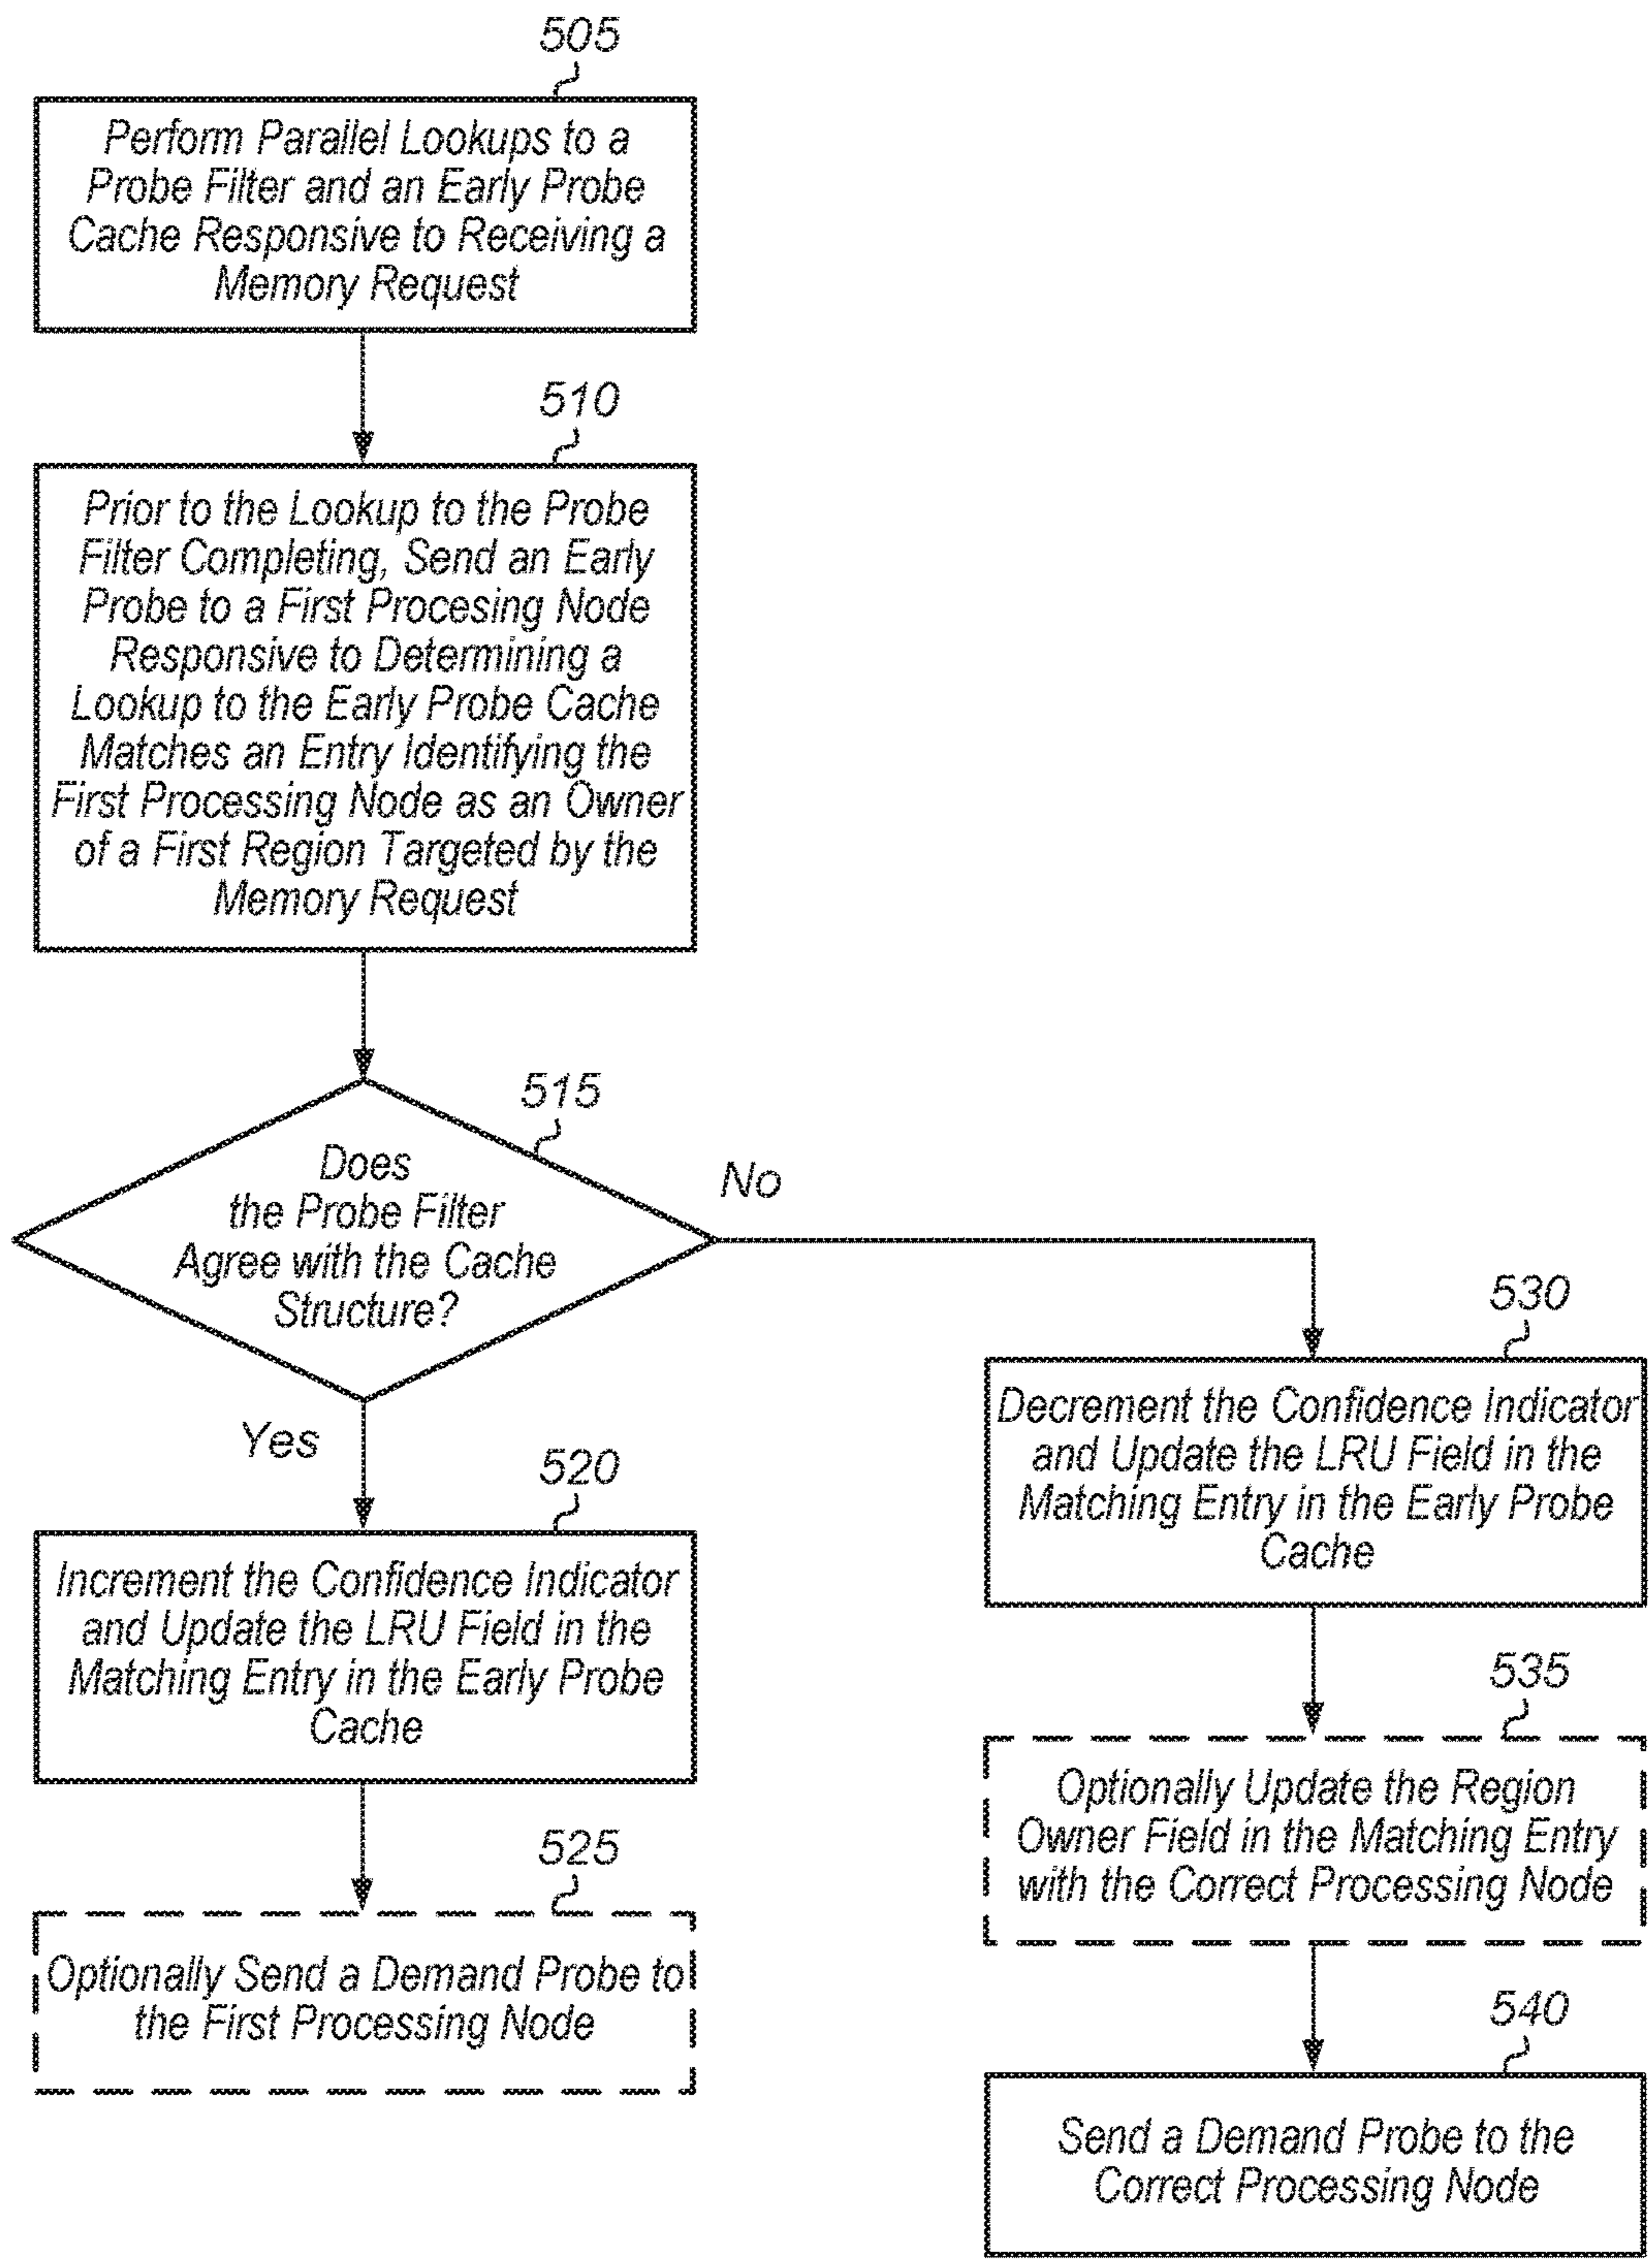 505
Perform Parallel Lookups to a
Probe Filter and an Early Probe
Cache Responsive to Receiving a
Memory Request
510
Prior to the Lookup to the Probe
Filter Completing, Send an Early
Probe to a First Procesing Node
Responsive to Determining a
Lookup to the Early Probe Cache
Matches an Entry Identifying the
First Processing Node as an Owner
of a First Region Targeted by the
Memory Request
515
Does
the Probe Filter
Agree with the Cache
Structure?
No
Yes
520
Increment the Confidence Indicator
and Update the LRU Field in the
Matching Entry in the Early Probe
Cache
525
Optionally Send a Demand Probe to
the First Processing Node
530
Decrement the Confidence Indicator
and Update the LRU Field in the
Matching Entry in the Early Probe
Cache
535
Optionally Update the Region
Owner Field in the Matching Entry
with the Correct Processing Node
540
Send a Demand Probe to the
Correct Processing Node